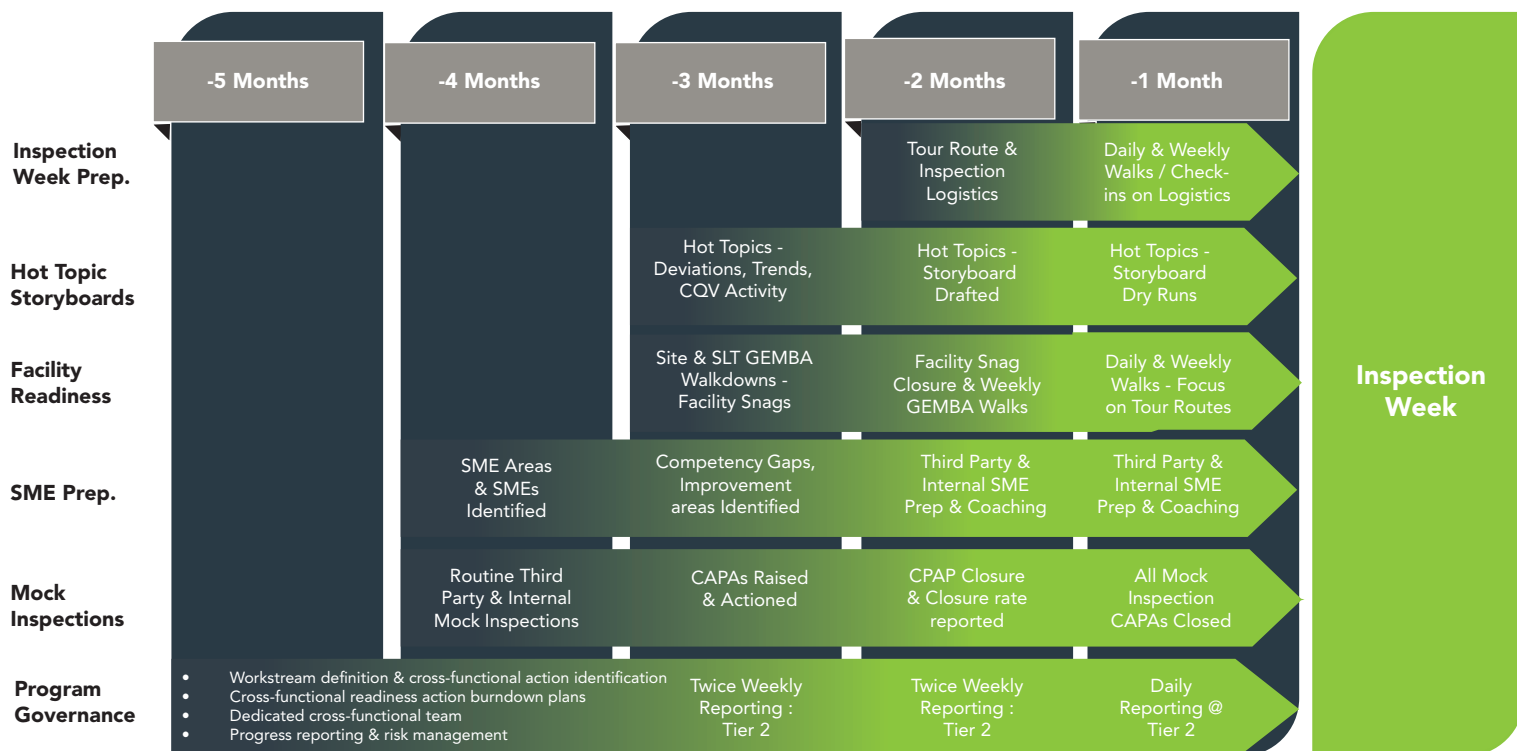 -5 Months
-4 Months
-3 Months
-2 Months
-1 Month
Inspection
Week Prep.
Tour Route &
Inspection
Logistics
Daily & Weekly
Walks / Check-
ins on Logistics
Hot Topic
Storyboards
Hot Topics -
Deviations, Trends,
CQV Activity
Hot Topics -
Storyboard
Drafted
Hot Topics -
Storyboard
Dry Runs
Facility
Readiness
Site & SLT GEMBA
Walkdowns -
Facility Snags
Facility Snag
Closure & Weekly
GEMBA Walks
Daily & Weekly
Walks - Focus
on Tour Routes
SME Prep.
SME Areas
& SMEs
Identified
Competency Gaps,
Improvement
areas Identified
Third Party &
Internal SME
Prep & Coaching
Third Party &
Internal SME
Prep & Coaching
Mock
Inspections
Routine Third
Party & Internal
Mock Inspections
CAPAs Raised
& Actioned
CPAP Closure
& Closure rate
reported
All Mock
Inspection
CAPAs Closed
Program
Governance
• Workstream definition & cross-functional action identification
• Cross-functional readiness action burndown plans
• Dedicated cross-functional team
• Progress reporting & risk management
Twice Weekly
Reporting :
Tier 2
Twice Weekly
Reporting :
Tier 2
Daily
Reporting @
Tier 2
Inspection
Week